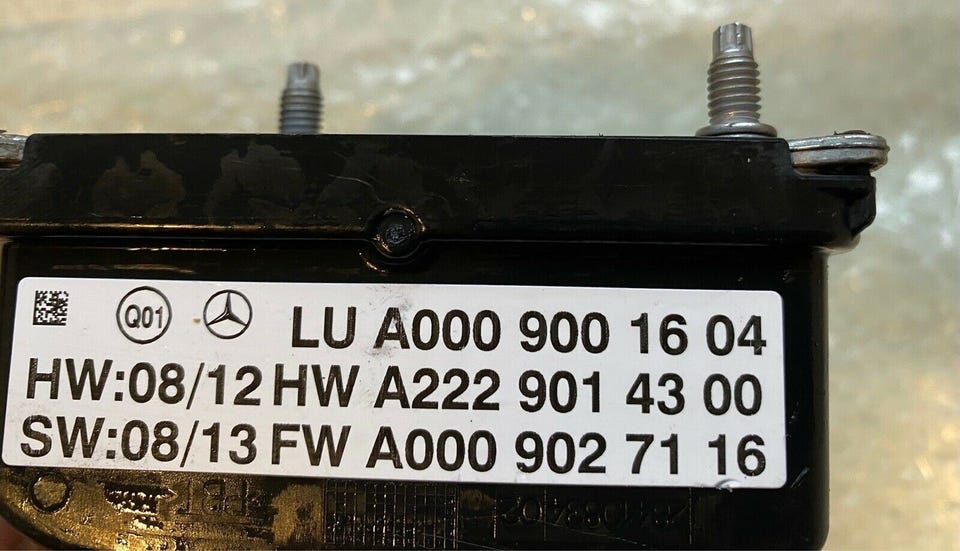 Q01 LU A000 900 16 04
HW:08/12 HW A222 901 43 00
SW:08/13 FW A000 902 71 16